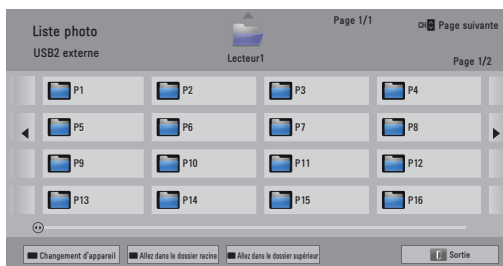 Liste photo
USB2 externe
Lecteur1
Page 1/1
CH Page suivante
Page 1/2
P1 P2 P3 P4
P5 P6 P7 P8
P9 P10 P11 P12
P13 P14 P15 P16
Changement d'appareil Allez dans le dossier racine Allez dans le dossier supérieur Sortie